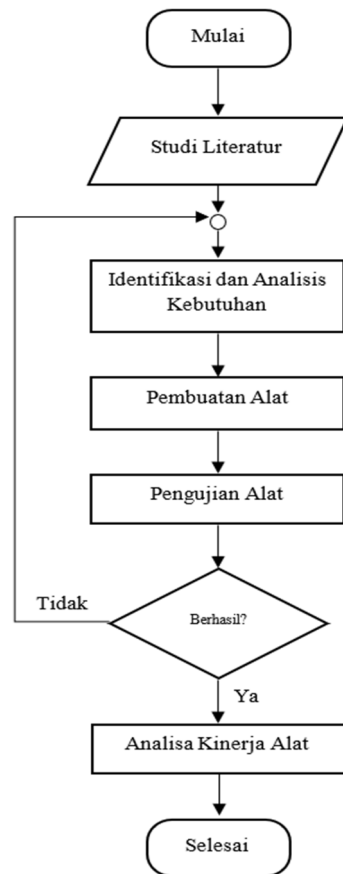 Mulai
Studi Literatur
Identifikasi dan Analisis
Kebutuhan
Pembuatan Alat
Pengujian Alat
Tidak
Berhasil?
Ya
Analisa Kinerja Alat
Selesai